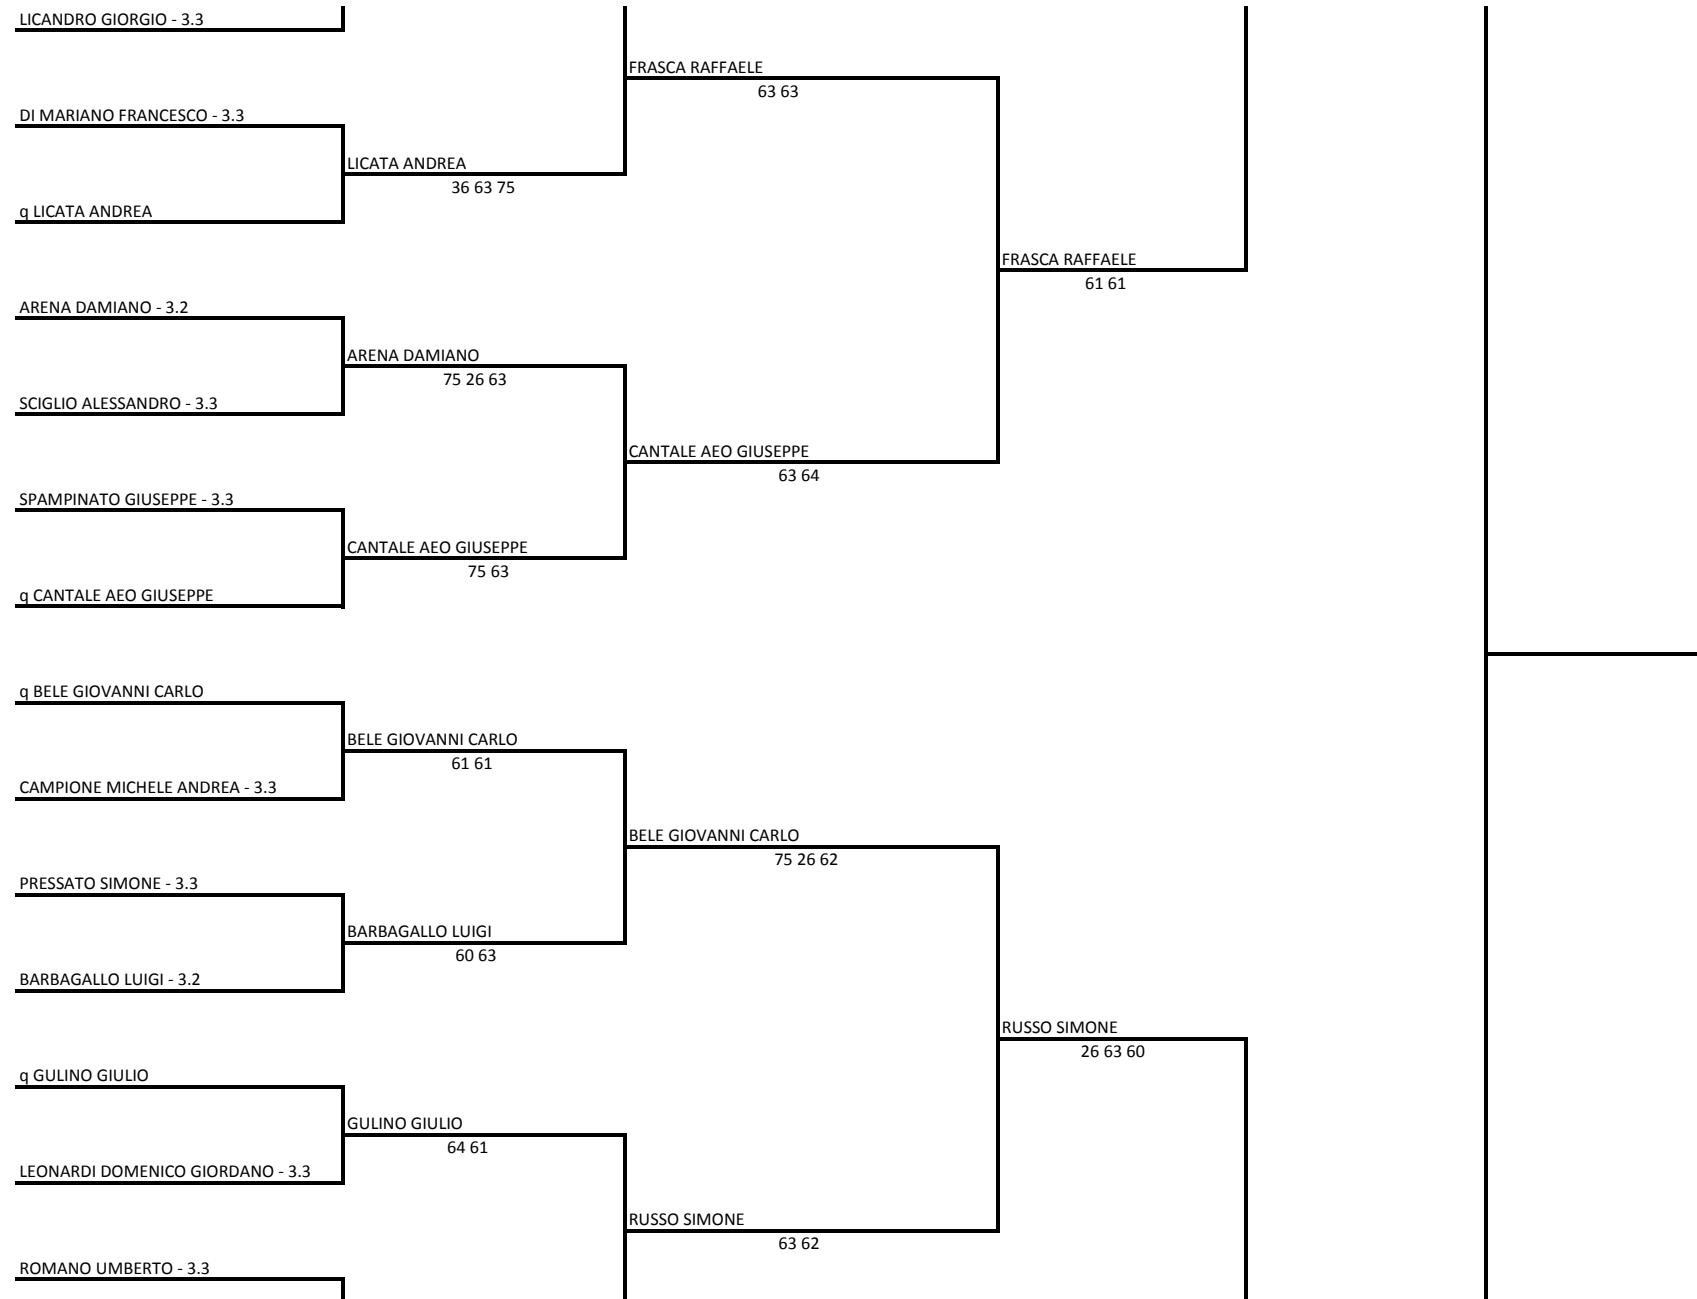 LICANDRO GIORGIO - 3.3
FRASCA RAFFAELE
63 63
DI MARIANO FRANCESCO - 3.3
LICATA ANDREA
36 63 75
q LICATA ANDREA
FRASCA RAFFAELE
61 61
ARENA DAMIANO - 3.2
ARENA DAMIANO
75 26 63
SCIGLIO ALESSANDRO - 3.3
CANTALE AEO GIUSEPPE
63 64
SPAMPINATO GIUSEPPE - 3.3
CANTALE AEO GIUSEPPE
75 63
q CANTALE AEO GIUSEPPE
q BELE GIOVANNI CARLO
BELE GIOVANNI CARLO
61 61
CAMPIONE MICHELE ANDREA - 3.3
BELE GIOVANNI CARLO
75 26 62
PRESSATO SIMONE - 3.3
BARBAGALLO LUIGI
60 63
BARBAGALLO LUIGI - 3.2
RUSSO SIMONE
26 63 60
q GULINO GIULIO
GULINO GIULIO
64 61
LEONARDI DOMENICO GIORDANO - 3.3
RUSSO SIMONE
63 62
ROMANO UMBERTO - 3.3